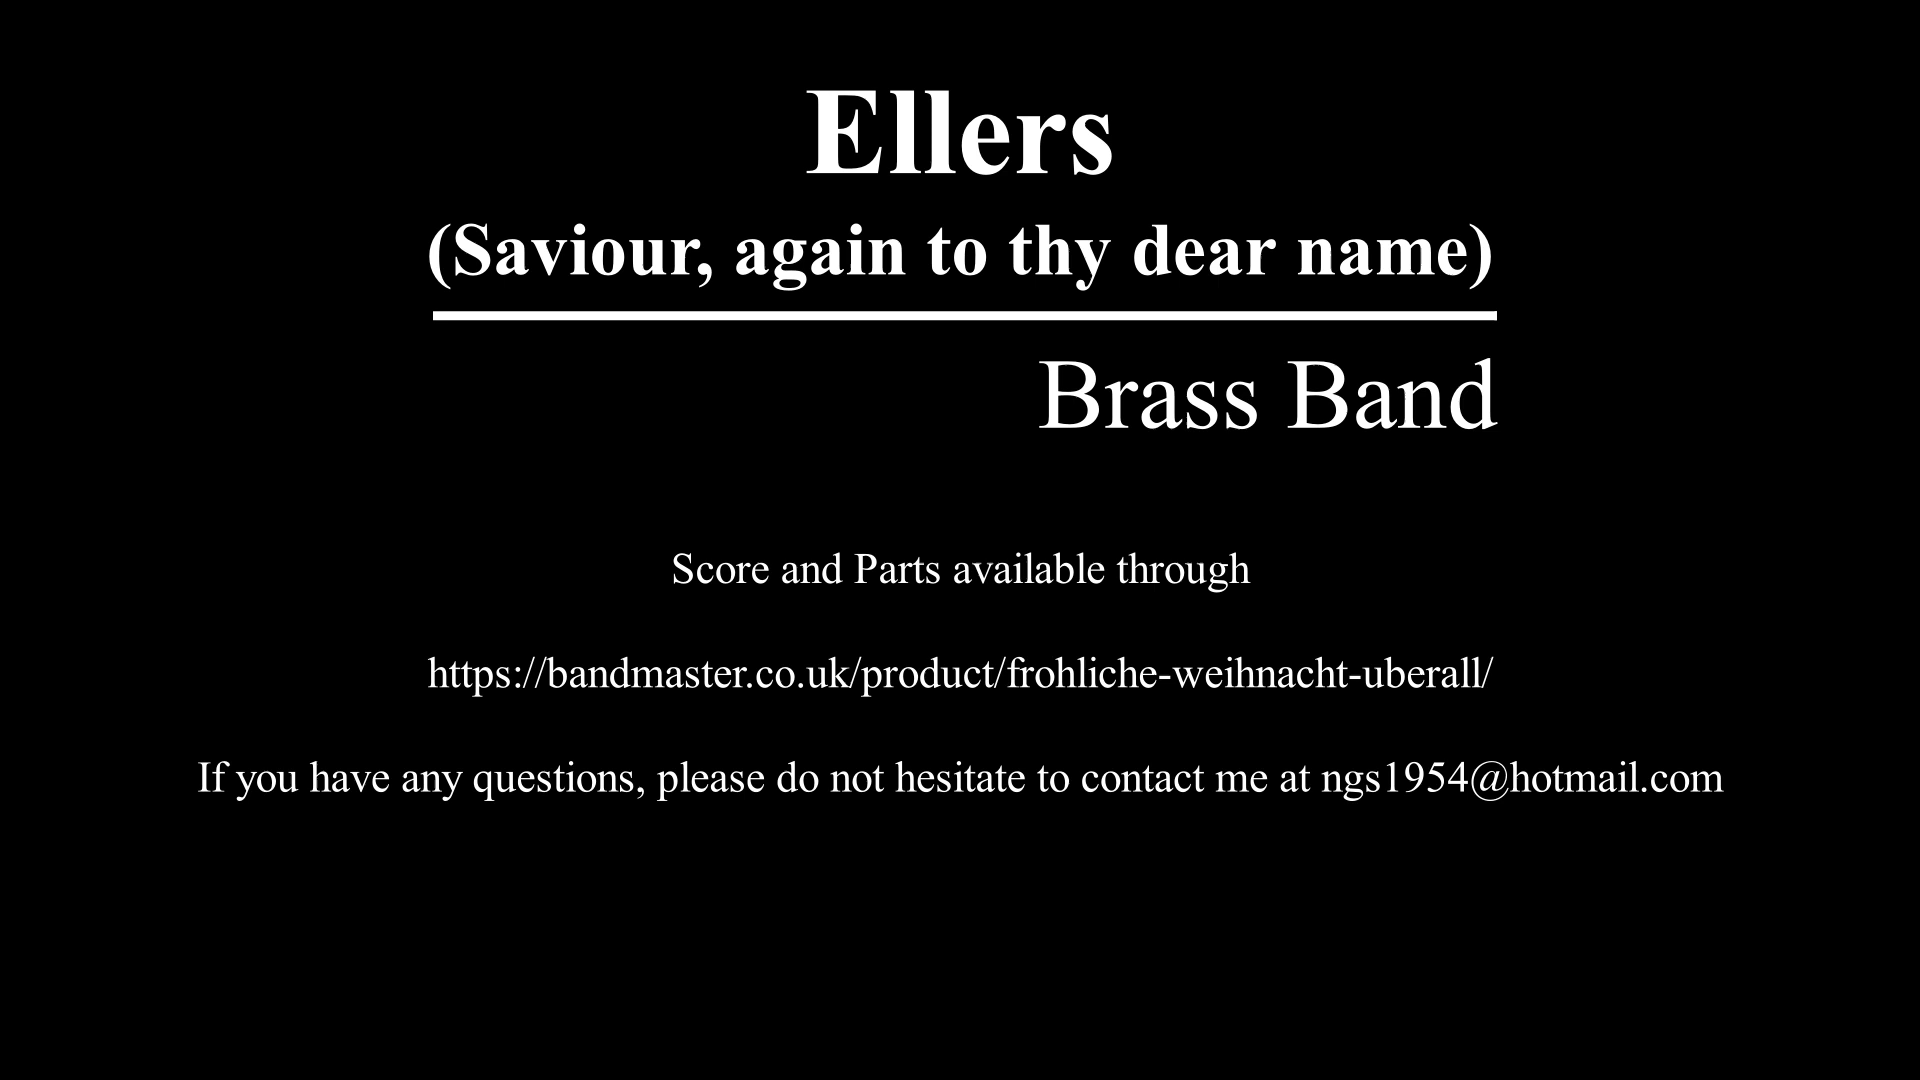 Ellers
(Saviour, again to thy dear name)
Brass Band
Score and Parts available through
https://bandmaster.co.uk/product/frohliche-weihnacht-uberall/
If you have any questions, please do not hesitate to contact me at ngs1954@hotmail.com